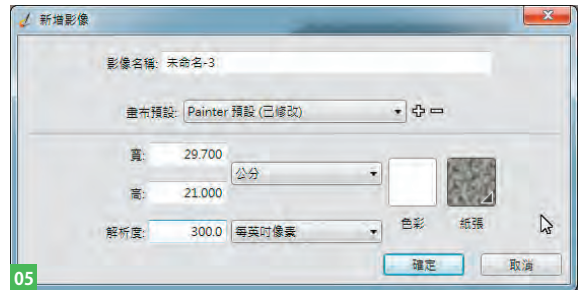 新增影像
影像名稱: 未命名-3
畫布預設: Painter 預設 (已修改)
寬: 29.700
公分
高: 21.000
色彩 紙張
解析度: 300.0 每英吋像素
確定 取消
05